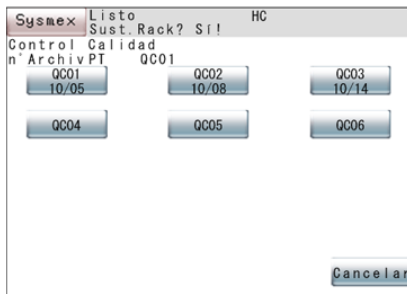 Sysmex Listo HC
Sust.Rack? Sí!
Control Calidad
n°ArchivPT QC01
QC01 QC02 QC03
10/05 10/08 10/14
QC04 QC05 QC06
Cancelar